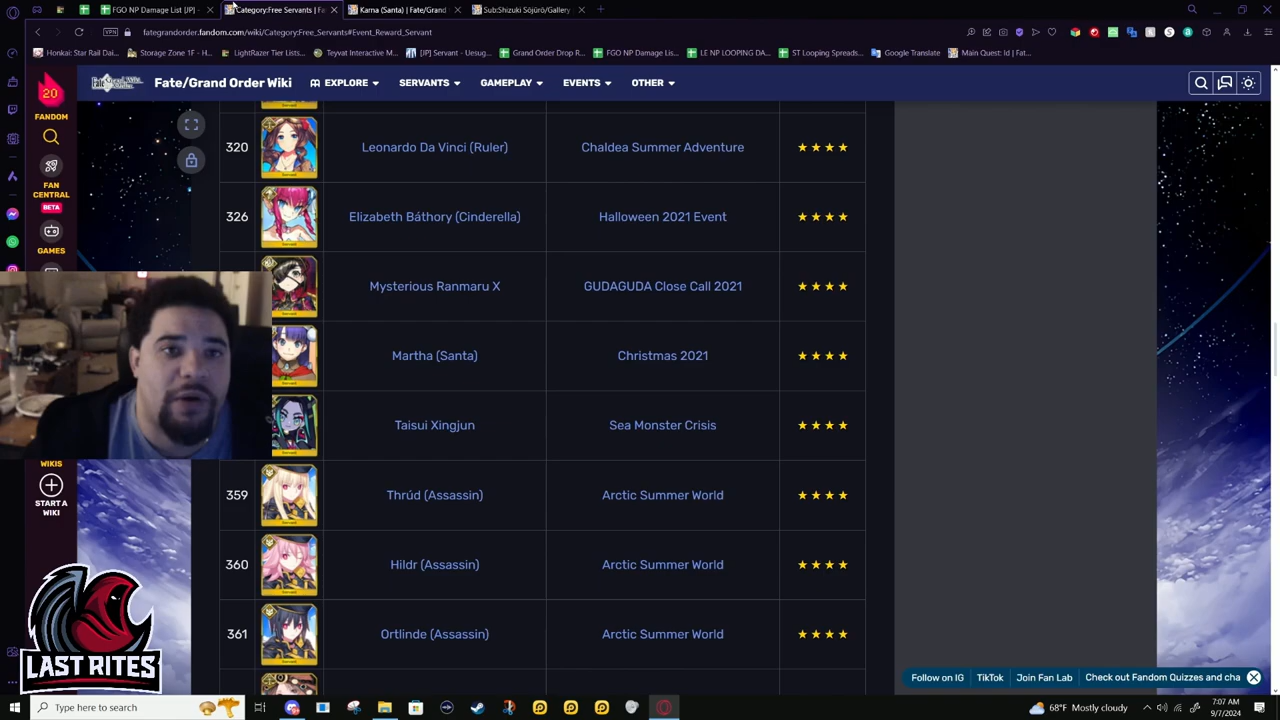 FGO NP Damage List [JP] -
Category:Free Servants | Fa
Karna (Santa) | Fate/Grand
Sub:Shuuki Sōjūrō/Gallery
VPN
fategrandorder.fandom.com/wiki/Category:Free_Servants#Event_Reward_Servant
Honkai: Star Rail Dai...
Storage Zone 1F - H...
LightRazer Tier Lists...
Teyvat Interactive M...
[JP] Servant - Uesug...
Grand Order Drop R...
FGO NP Damage Lis...
LE NP LOOPING DA...
ST Looping Spreads...
Google Translate
Main Quest: Id | Fat...
20
FANDOM
FAN CENTRAL
BETA
GAMES
WIKIS
START A WIKI
Fate/Grand Order Wiki
EXPLORE
SERVANTS
GAMEPLAY
EVENTS
OTHER
320 Leonardo Da Vinci (Ruler) Chaldea Summer Adventure ★ ★ ★ ★
326 Elizabeth Báthory (Cinderella) Halloween 2021 Event ★ ★ ★ ★
Mysterious Ranmaru X GUDAGUDA Close Call 2021 ★ ★ ★ ★
Martha (Santa) Christmas 2021 ★ ★ ★ ★
Taisui Xingjun Sea Monster Crisis ★ ★ ★ ★
359 Thrúd (Assassin) Arctic Summer World ★ ★ ★ ★
360 Hildr (Assassin) Arctic Summer World ★ ★ ★ ★
361 Ortlinde (Assassin) Arctic Summer World ★ ★ ★ ★
LAST RITES
Follow on IG
TikTok
Join Fan Lab
Check out Fandom Quizzes and cha
Type here to search
68°F Mostly cloudy
7:07 AM
9/7/2024